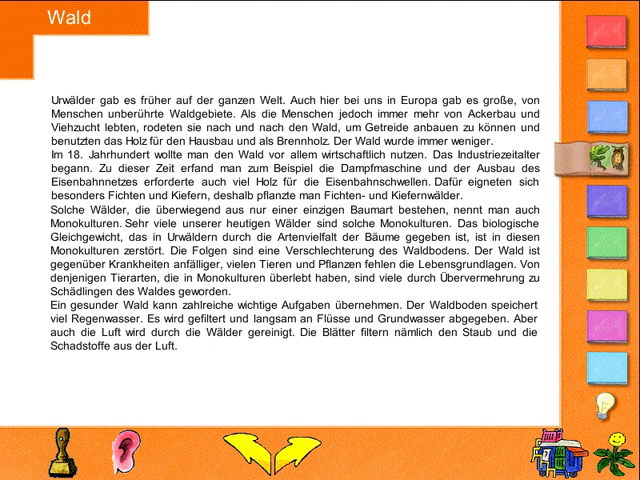 Wald
Urwälder gab es früher auf der ganzen Welt. Auch hier bei uns in Europa gab es große, von
Menschen unberührte Waldgebiete. Als die Menschen jedoch immer mehr von Ackerbau und
Viehzucht lebten, rodeten sie nach und nach den Wald, um Getreide anbauen zu können und
benutzten das Holz für den Hausbau und als Brennholz. Der Wald wurde immer weniger.
Im 18. Jahrhundert wollte man den Wald vor allem wirtschaftlich nutzen. Das Industriezeitalter
begann. Zu dieser Zeit erfand man zum Beispiel die Dampfmaschine und der Ausbau des
Eisenbahnnetzes erforderte auch viel Holz für die Eisenbahnschwellen. Dafür eigneten sich
besonders Fichten und Kiefern, deshalb pflanzte man Fichten- und Kiefernwälder.
Solche Wälder, die überwiegend aus nur einer einzigen Baumart bestehen, nennt man auch
Monokulturen. Sehr viele unserer heutigen Wälder sind solche Monokulturen. Das biologische
Gleichgewicht, das in Urwäldern durch die Artenvielfalt der Bäume gegeben ist, ist in diesen
Monokulturen zerstört. Die Folgen sind eine Verschlechterung des Waldbodens. Der Wald ist
gegenüber Krankheiten anfälliger, vielen Tieren und Pflanzen fehlen die Lebensgrundlagen. Von
denjenigen Tierarten, die in Monokulturen überlebt haben, sind viele durch Übervermehrung zu
Schädlingen des Waldes geworden.
Ein gesunder Wald kann zahlreiche wichtige Aufgaben übernehmen. Der Waldboden speichert
viel Regenwasser. Es wird gefiltert und langsam an Flüsse und Grundwasser abgegeben. Aber
auch die Luft wird durch die Wälder gereinigt. Die Blätter filtern nämlich den Staub und die
Schadstoffe aus der Luft.